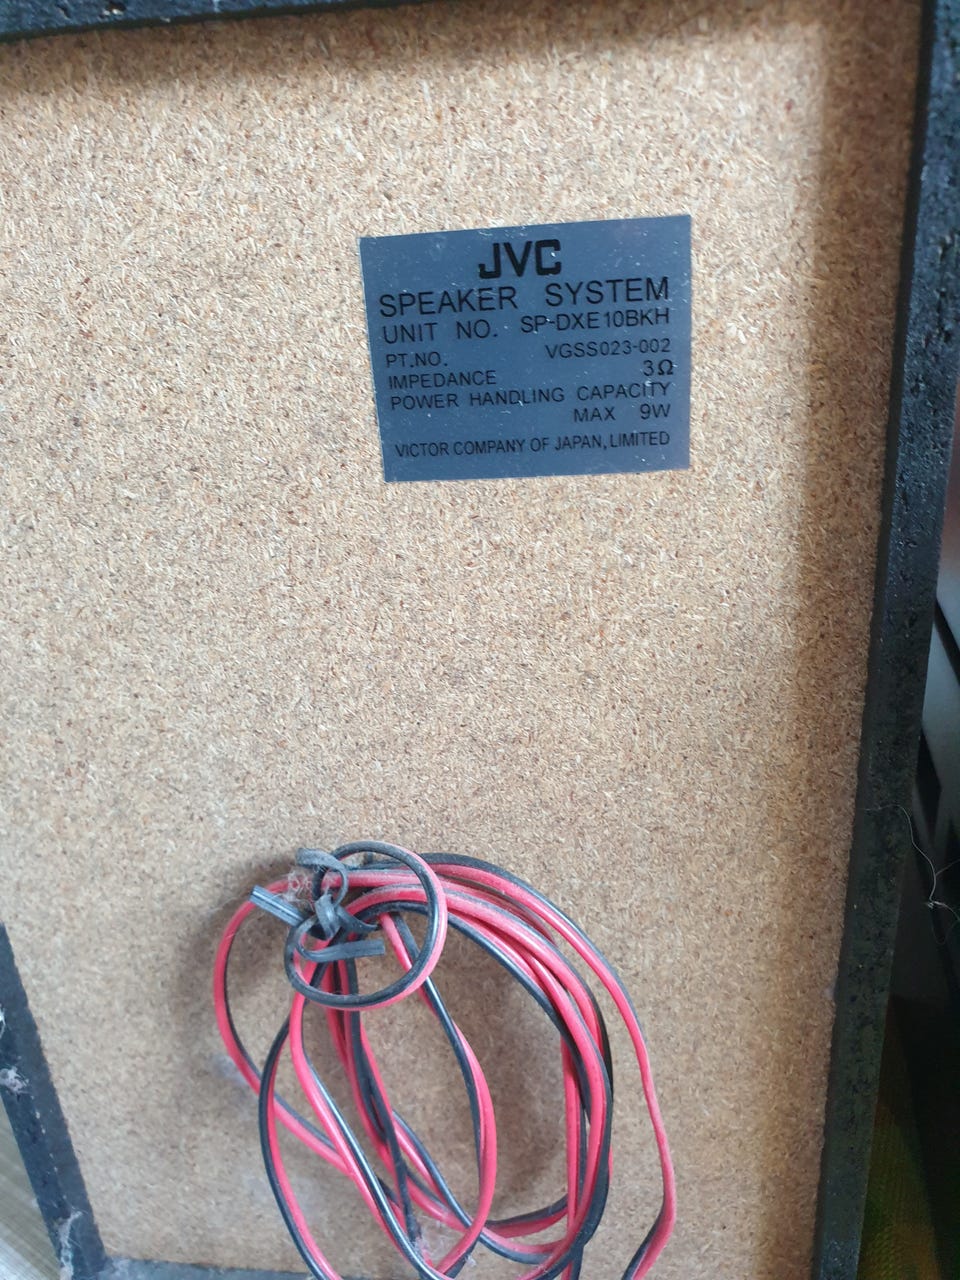 JVC
SPEAKER SYSTEM
UNIT NO. SP-DXE10BKH
PT.NO. VGSS023-002
IMPEDANCE 3Ω
POWER HANDLING CAPACITY
MAX 9W
VICTOR COMPANY OF JAPAN, LIMITED